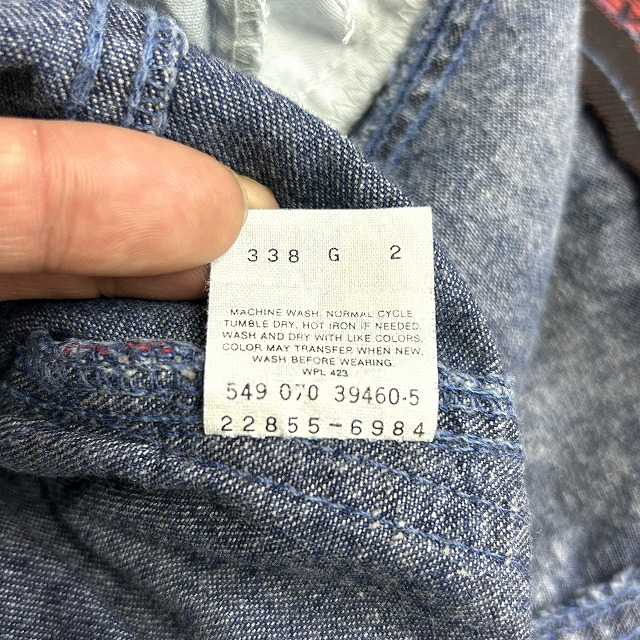 338 G 2
MACHINE WASH, NORMAL CYCLE
TUMBLE DRY, HOT IRON IF NEEDED.
WASH AND DRY WITH LIKE COLORS.
COLOR MAY TRANSFER WHEN NEW.
WASH BEFORE WEARING.
WPL 423
549 070 39460-5
22855-6984